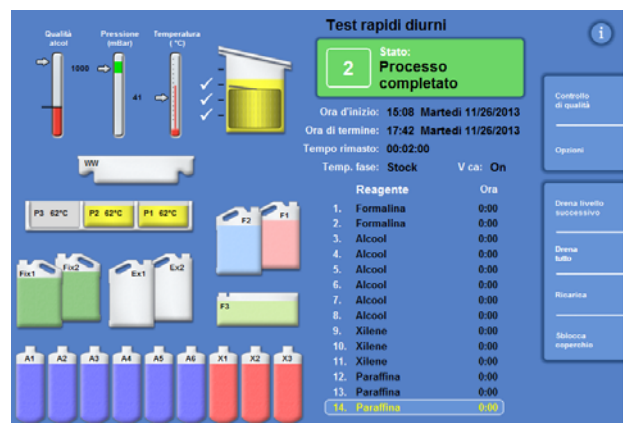 Test rapidi diurni
i
Qualità
alcol
Pressione
(mtlar)
Temperatura
( °C)
1000
41
2
Stato:
Processo
completato
Ora d'inizio: 15:08 Martedì 11/26/2013
Ora di termine: 17:42 Martedì 11/26/2013
Tempo rimasto: 00:02:00
Temp. fase: Stock V ca: On
WW
P3 62°C P2 62°C P1 62°C
F2 F1
Fix1 Fix2 Ex1 Ex2
F3
A1 A2 A3 A4 A5 A6 X1 X2 X3
Reagente Ora
1. Formalina 0:00
2. Formalina 0:00
3. Alcool 0:00
4. Alcool 0:00
5. Alcool 0:00
6. Alcool 0:00
7. Alcool 0:00
8. Alcool 0:00
9. Xilene 0:00
10. Xilene 0:00
11. Xilene 0:00
12. Paraffina 0:00
13. Paraffina 0:00
14. Paraffina 0:00
Controllo
di qualità
Opzioni
Drena livello
successivo
Drena
tutto
Ricarica
Sblocca
coperchio